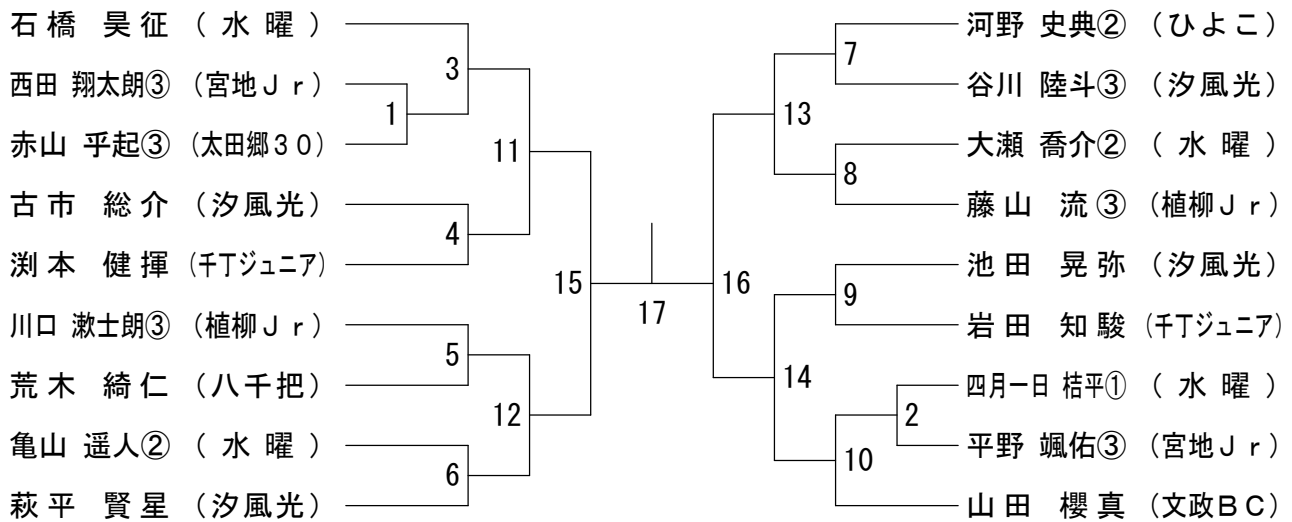 石橋 昊征 (水曜)
西田 翔太朗③ (宮地Ｊｒ)
赤山 乎起③ (太田郷３０)
古市 総介 (汐風光)
渕本 健揮 (千丁ジュニア)
川口 漱士朗③ (植柳Ｊｒ)
荒木 綺仁 (八千把)
亀山 遥人② (水曜)
萩平 賢星 (汐風光)
1
3
4
11
5
6
12
15
17
16
13
7
8
14
9
2
10
河野 史典② (ひよこ)
谷川 陸斗③ (汐風光)
大瀬 喬介② (水曜)
藤山 流③ (植柳Ｊｒ)
池田 晃弥 (汐風光)
岩田 知駿 (千丁ジュニア)
四月一日 桔平① (水曜)
平野 颯佑③ (宮地Ｊｒ)
山田 櫻真 (文政ＢＣ)